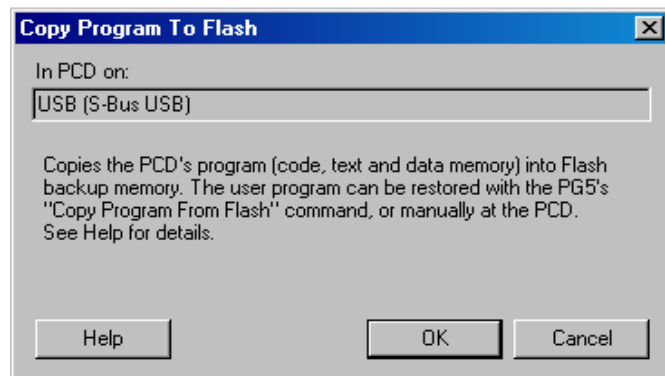 Copy Program To Flash
In PCD on:
USB (S-Bus USB)
Copies the PCD's program (code, text and data memory) into Flash
backup memory. The user program can be restored with the PG5's
"Copy Program From Flash" command, or manually at the PCD.
See Help for details.
Help OK Cancel